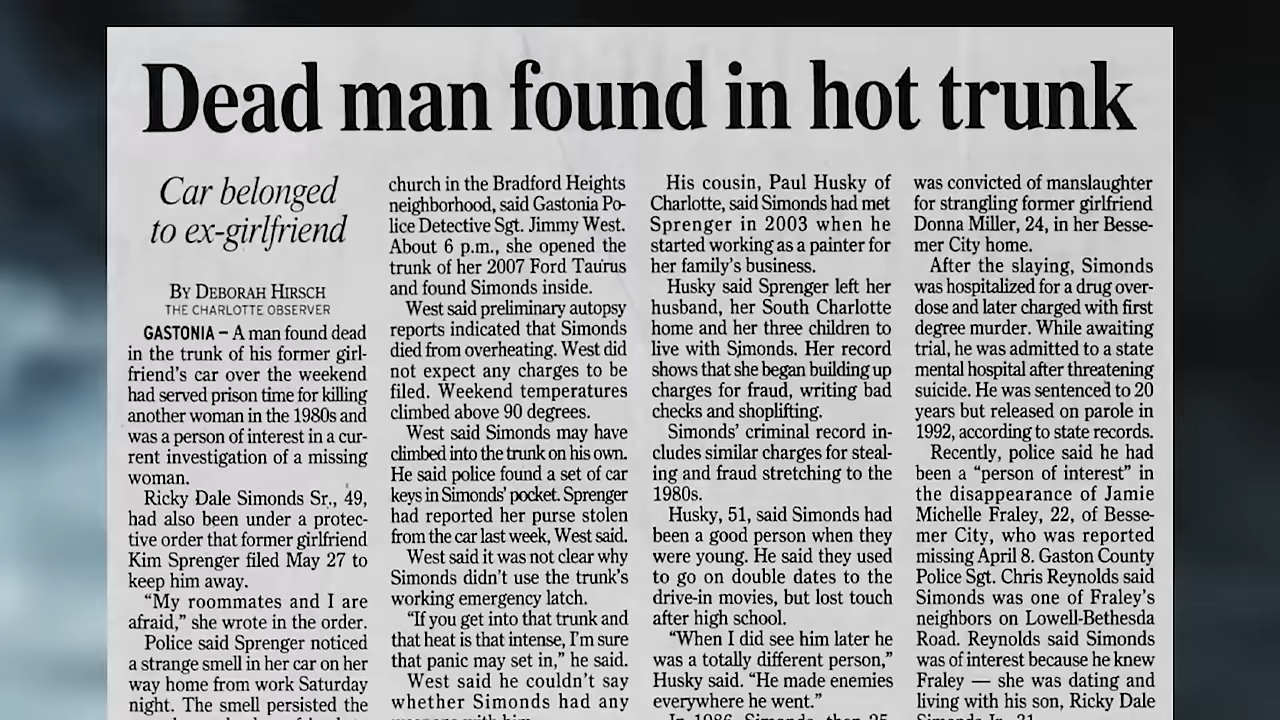 Dead man found in hot trunk
Car belonged
to ex-girlfriend
BY DEBORAH HIRSCH
THE CHARLOTTE OBSERVER
GASTONIA – A man found dead
in the trunk of his former girl-
friend's car over the weekend
had served prison time for killing
another woman in the 1980s and
was a person of interest in a cur-
rent investigation of a missing
woman.
Ricky Dale Simonds Sr., 49,
had also been under a protec-
tive order that former girlfriend
Kim Sprenger filed May 27 to
keep him away.
“My roommates and I are
afraid,” she wrote in the order.
Police said Sprenger noticed
a strange smell in her car on her
way home from work Saturday
night. The smell persisted the
church in the Bradford Heights
neighborhood, said Gastonia Po-
lice Detective Sgt. Jimmy West.
About 6 p.m., she opened the
trunk of her 2007 Ford Taurus
and found Simonds inside.
West said preliminary autopsy
reports indicated that Simonds
died from overheating. West did
not expect any charges to be
filed. Weekend temperatures
climbed above 90 degrees.
West said Simonds may have
climbed into the trunk on his own.
He said police found a set of car
keys in Simonds' pocket. Sprenger
had reported her purse stolen
from the car last week, West said.
West said it was not clear why
Simonds didn't use the trunk's
working emergency latch.
“If you get into that trunk and
that heat is that intense, I'm sure
that panic may set in,” he said.
West said he couldn't say
whether Simonds had any
His cousin, Paul Husky of
Charlotte, said Simonds had met
Sprenger in 2003 when he
started working as a painter for
her family's business.
Husky said Sprenger left her
husband, her South Charlotte
home and her three children to
live with Simonds. Her record
shows that she began building up
charges for fraud, writing bad
checks and shoplifting.
Simonds' criminal record in-
cludes similar charges for steal-
ing and fraud stretching to the
1980s.
Husky, 51, said Simonds had
been a good person when they
were young. He said they used
to go on double dates to the
drive-in movies, but lost touch
after high school.
“When I did see him later he
was a totally different person,”
Husky said. “He made enemies
everywhere he went.”
was convicted of manslaughter
for strangling former girlfriend
Donna Miller, 24, in her Besse-
mer City home.
After the slaying, Simonds
was hospitalized for a drug over-
dose and later charged with first
degree murder. While awaiting
trial, he was admitted to a state
mental hospital after threatening
suicide. He was sentenced to 20
years but released on parole in
1992, according to state records.
Recently, police said he had
been a “person of interest” in
the disappearance of Jamie
Michelle Fraley, 22, of Besse-
mer City, who was reported
missing April 8. Gaston County
Police Sgt. Chris Reynolds said
Simonds was one of Fraley's
neighbors on Lowell-Bethesda
Road. Reynolds said Simonds
was of interest because he knew
Fraley — she was dating and
living with his son, Ricky Dale